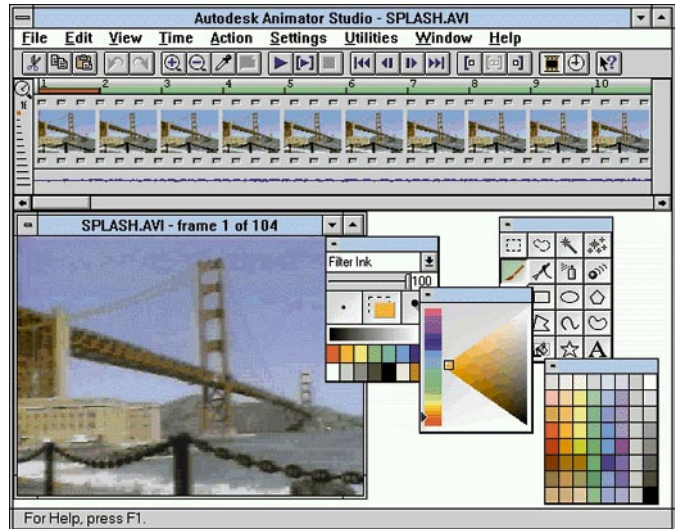 Autodesk Animator Studio - SPLASH.AVI
File Edit View Time Action Settings Utilities Window Help
1 2 3 4 5 6 7 8 9 10
1F
SPLASH.AVI - frame 1 of 104
Filter Ink
100
A
For Help, press F1.